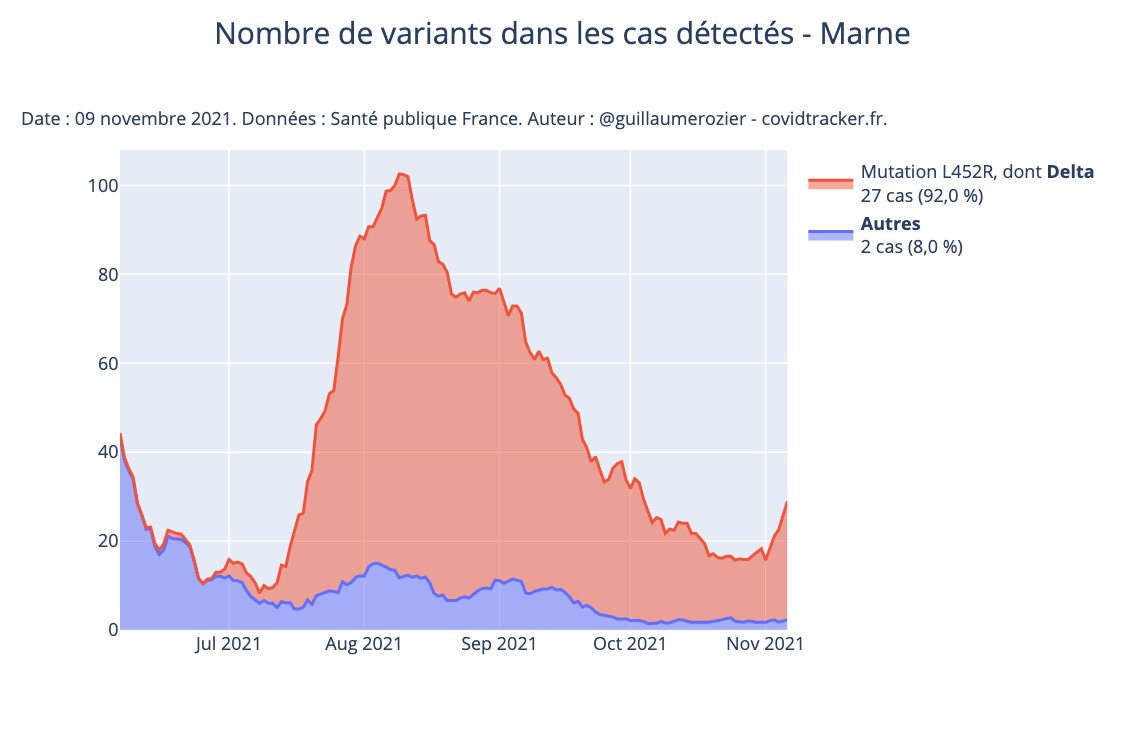 Nombre de variants dans les cas détectés - Marne
Date : 09 novembre 2021. Données : Santé publique France. Auteur : @guillaumerozier - covidtracker.fr.
Mutation L452R, dont Delta
27 cas (92,0 %)
Autres
2 cas (8,0 %)
100
80
60
40
20
0
Jul 2021
Aug 2021
Sep 2021
Oct 2021
Nov 2021